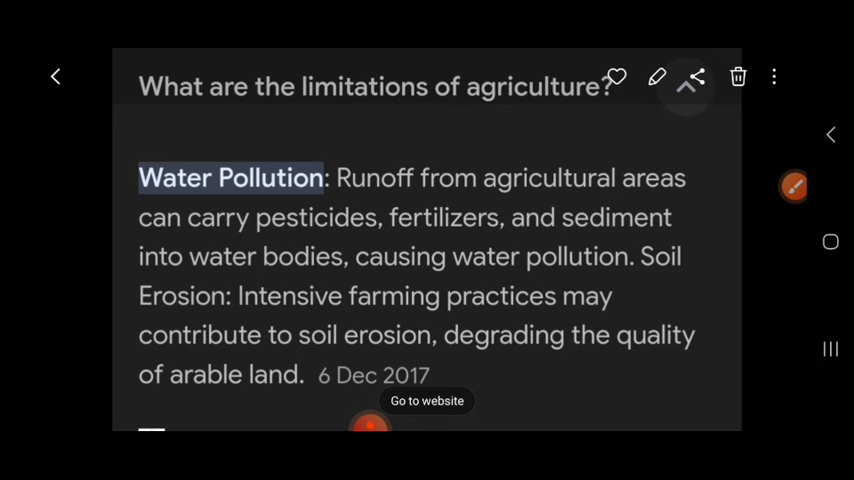 What are the limitations of agriculture?
Water Pollution: Runoff from agricultural areas
can carry pesticides, fertilizers, and sediment
into water bodies, causing water pollution. Soil
Erosion: Intensive farming practices may
contribute to soil erosion, degrading the quality
of arable land. 6 Dec 2017
Go to website